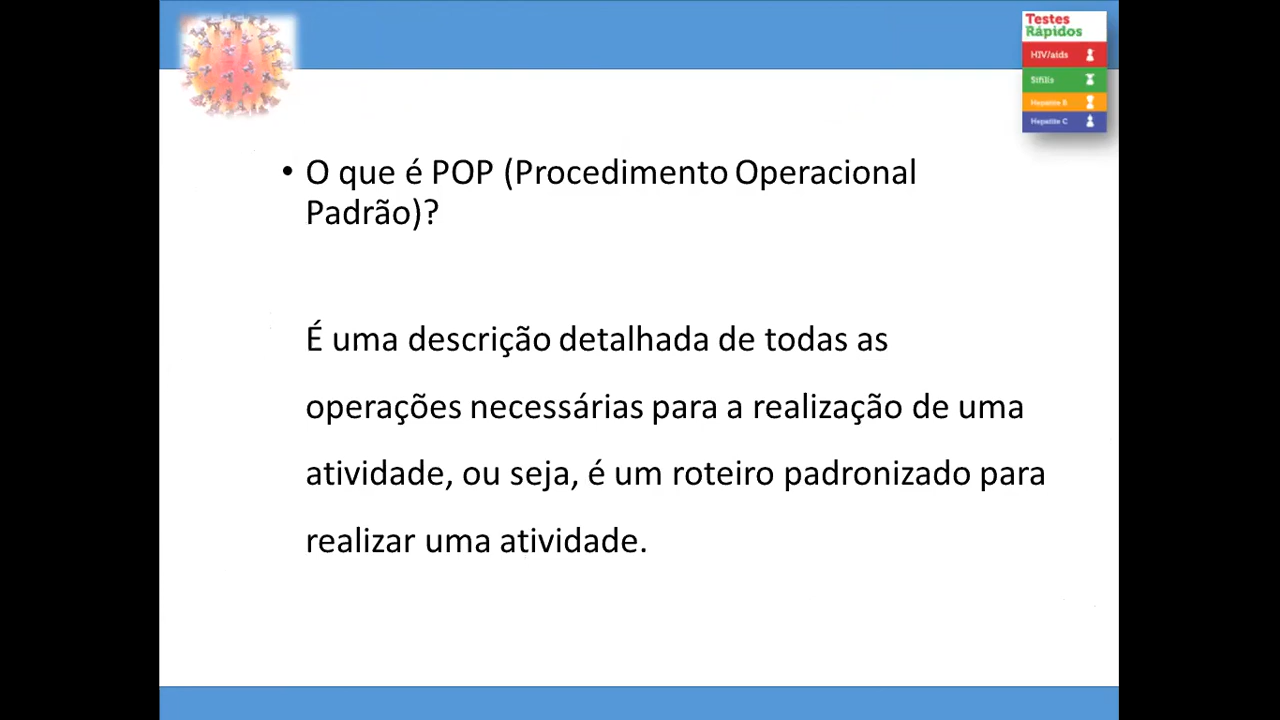 Testes
Rápidos
HIV/aids
Sífilis
Hepatite B
Hepatite C
• O que é POP (Procedimento Operacional
Padrão)?
É uma descrição detalhada de todas as
operações necessárias para a realização de uma
atividade, ou seja, é um roteiro padronizado para
realizar uma atividade.